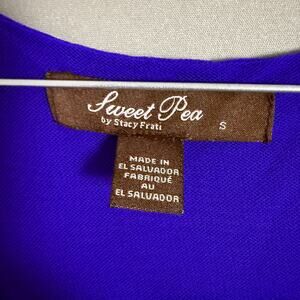 Sweet Pea
by Stacy Frati
S
MADE IN
EL SALVADOR
FABRIQUÉ
AU
EL SALVADOR